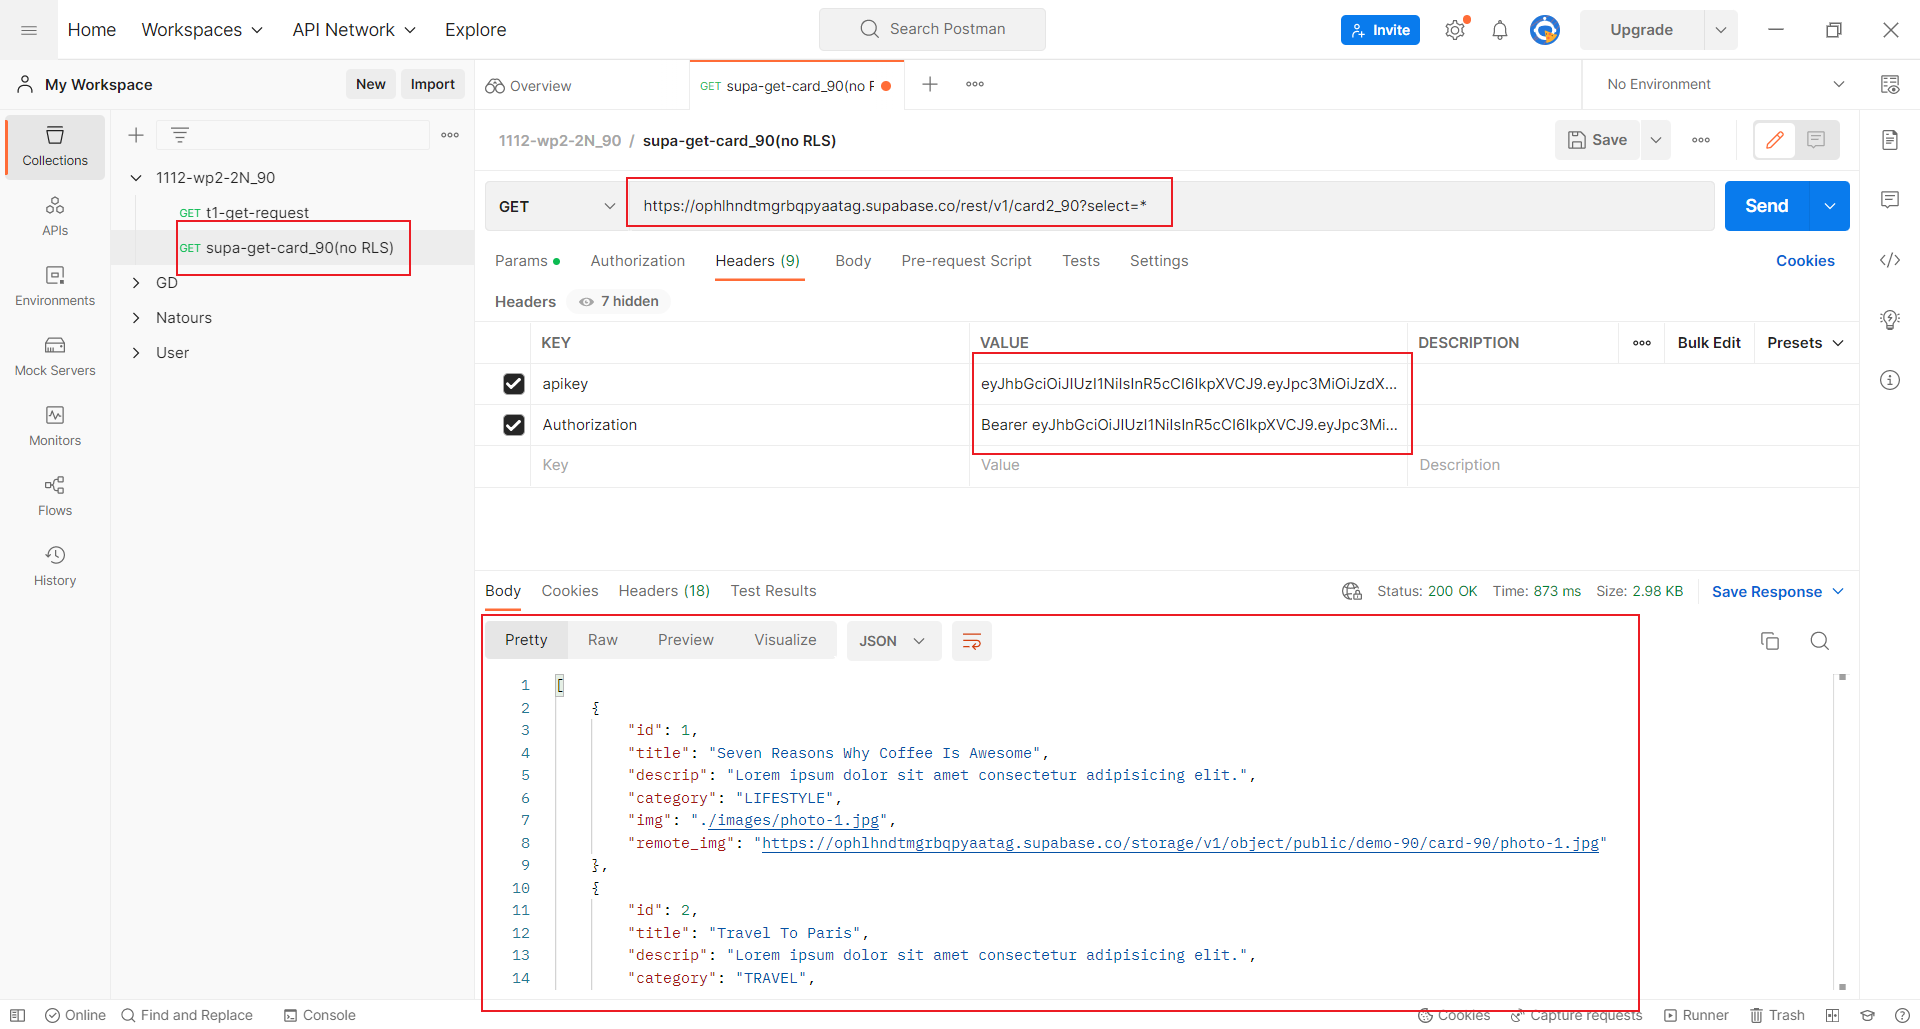 Home Workspaces API Network Explore Search Postman Invite Upgrade
My Workspace New Import Overview GET supa-get-card_90(no F No Environment
Collections
APIs
Environments
Mock Servers
Monitors
Flows
History
1112-wp2-2N_90
GET t1-get-request
GET supa-get-card_90(no RLS)
GD
Natours
User
1112-wp2-2N_90 / supa-get-card_90(no RLS) Save
GET https://ophlhndtmgrbqpyaatag.supabase.co/rest/v1/card2_90?select=* Send
Params Authorization Headers (9) Body Pre-request Script Tests Settings Cookies
Headers 7 hidden
KEY VALUE DESCRIPTION Bulk Edit Presets
apikey eyJhbGciOiJIUzI1NiIsInR5cCI6IkpXVCJ9.eyJpc3MiOiJzdX...
Authorization Bearer eyJhbGciOiJIUzI1NiIsInR5cCI6IkpXVCJ9.eyJpc3Mi...
Key Value Description
Body Cookies Headers (18) Test Results Status: 200 OK Time: 873 ms Size: 2.98 KB Save Response
Pretty Raw Preview Visualize JSON
1 [
2 {
3 "id": 1,
4 "title": "Seven Reasons Why Coffee Is Awesome",
5 "descrip": "Lorem ipsum dolor sit amet consectetur adipisicing elit.",
6 "category": "LIFESTYLE",
7 "img": "./images/photo-1.jpg",
8 "remote_img": "https://ophlhndtmgrbqpyaatag.supabase.co/storage/v1/object/public/demo-90/card-90/photo-1.jpg"
9 },
10 {
11 "id": 2,
12 "title": "Travel To Paris",
13 "descrip": "Lorem ipsum dolor sit amet consectetur adipisicing elit.",
14 "category": "TRAVEL",
Online Find and Replace Console Cookies Capture requests Runner Trash